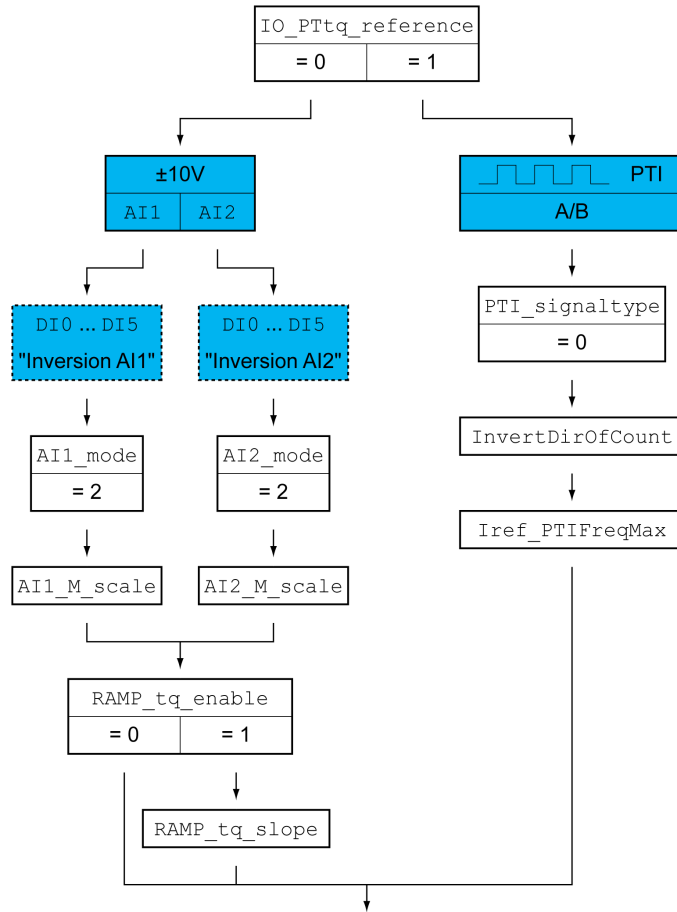 IO_PTtq_reference
= 0 = 1
±10V
AI1 AI2
PTI
A/B
DI0 ... DI5
"Inversion AI1"
DI0 ... DI5
"Inversion AI2"
PTI_signaltype
= 0
AI1_mode
= 2
AI2_mode
= 2
InvertDirOfCount
Iref_PTIFreqMax
AI1_M_scale
AI2_M_scale
RAMP_tq_enable
= 0 = 1
RAMP_tq_slope